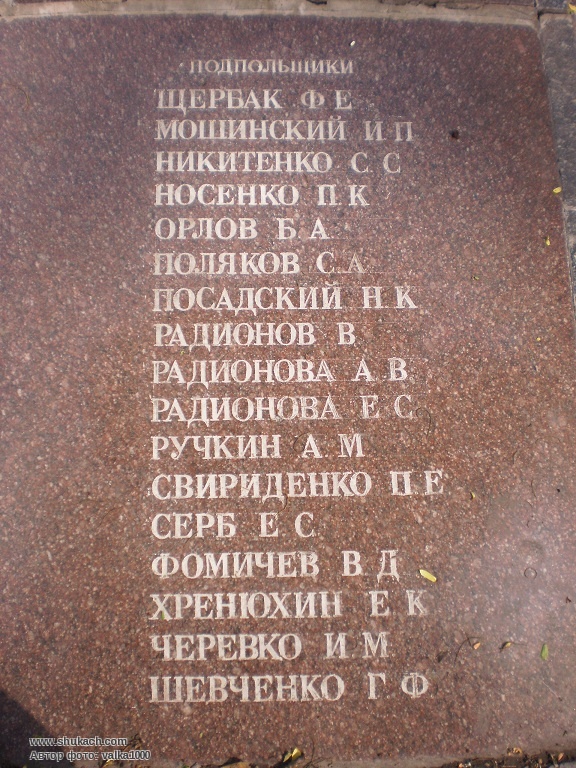 ПОДПОЛЬЩИКИ
ЩЕРБАК Ф Е
МОШИНСКИЙ И П
НИКИТЕНКО С С
НОСЕНКО П К
ОРЛОВ Б А
ПОЛЯКОВ С А
ПОСАДСКИЙ Н К
РАДИОНОВ В
РАДИОНОВА А В
РАДИОНОВА Е С
РУЧКИН А М
СВИРИДЕНКО П Е
СЕРБ Е С
ФОМИЧЕВ В Д
ХРЕНЮХИН Е К
ЧЕРЕВКО И М
ШЕВЧЕНКО Г Ф
www.shukach.com
Автор фото: valka1000